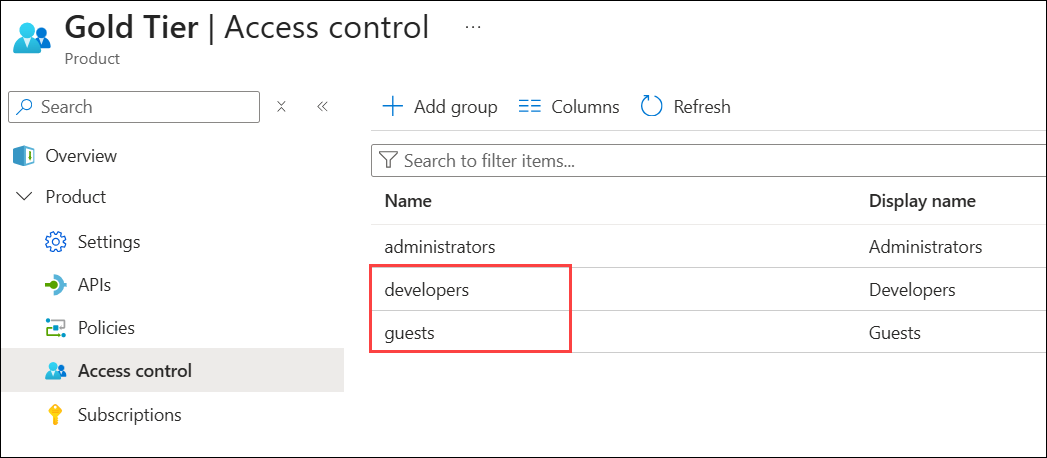 Gold Tier | Access control ...
Product
Search
Overview
Product
Settings
APIs
Policies
Access control
Subscriptions
Add group Columns Refresh
Search to filter items...
Name Display name
administrators Administrators
developers Developers
guests Guests